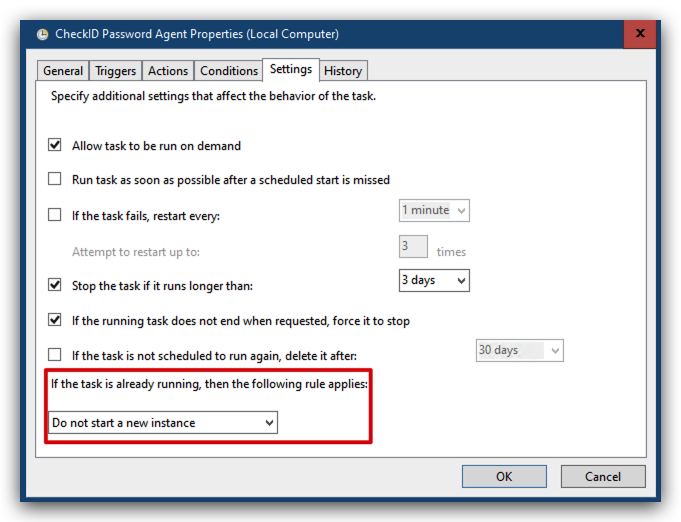 CheckID Password Agent Properties (Local Computer)
x
General Triggers Actions Conditions Settings History
Specify additional settings that affect the behavior of the task.
Allow task to be run on demand
Run task as soon as possible after a scheduled start is missed
If the task fails, restart every: 1 minute
Attempt to restart up to: 3 times
Stop the task if it runs longer than: 3 days
If the running task does not end when requested, force it to stop
If the task is not scheduled to run again, delete it after: 30 days
If the task is already running, then the following rule applies:
Do not start a new instance
OK Cancel